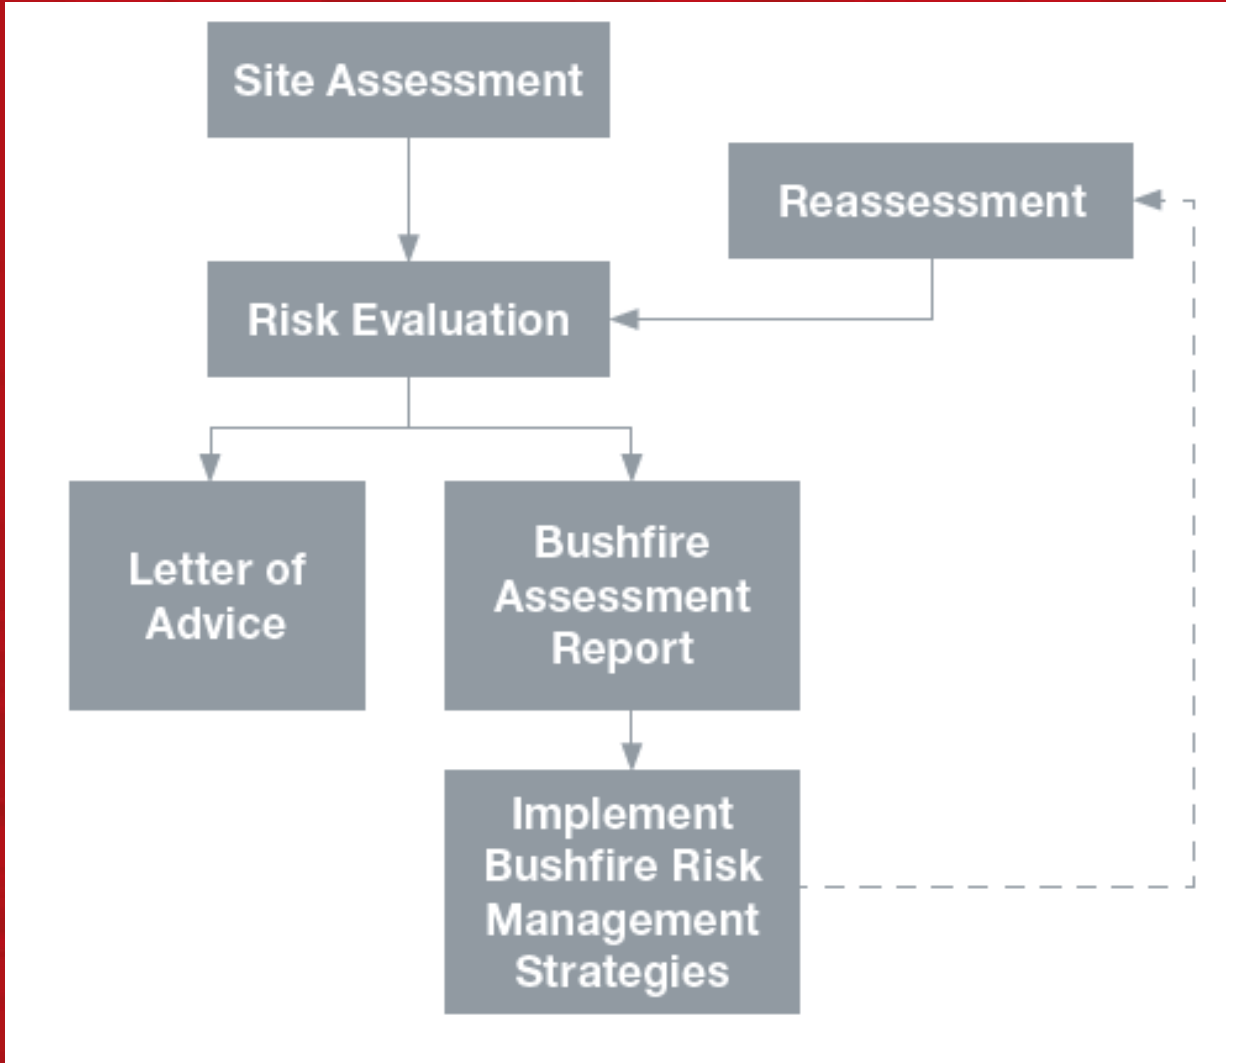 Site Assessment
Reassessment
Risk Evaluation
Letter of
Advice
Bushfire
Assessment
Report
Implement
Bushfire Risk
Management
Strategies